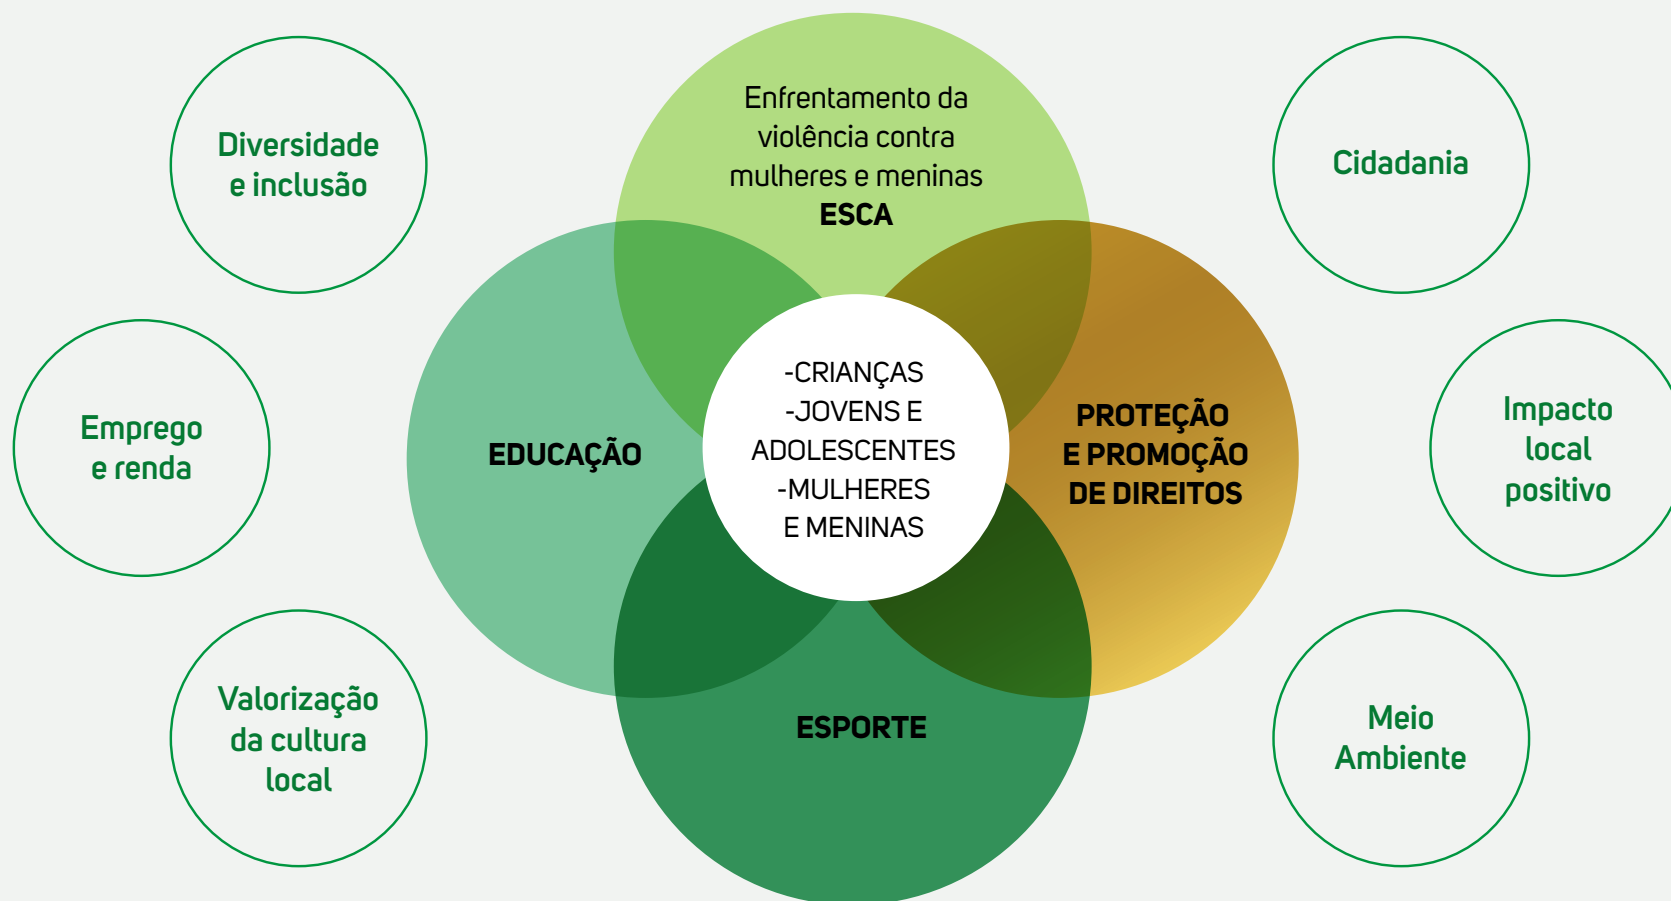 Diversidade
e inclusão
Emprego
e renda
Valorização
da cultura
local
Enfrentamento da
violência contra
mulheres e meninas
ESCA
EDUCAÇÃO
-CRIANÇAS
-JOVENS E
ADOLESCENTES
-MULHERES
E MENINAS
PROTEÇÃO
E PROMOÇÃO
DE DIREITOS
ESPORTE
Cidadania
Impacto
local
positivo
Meio
Ambiente